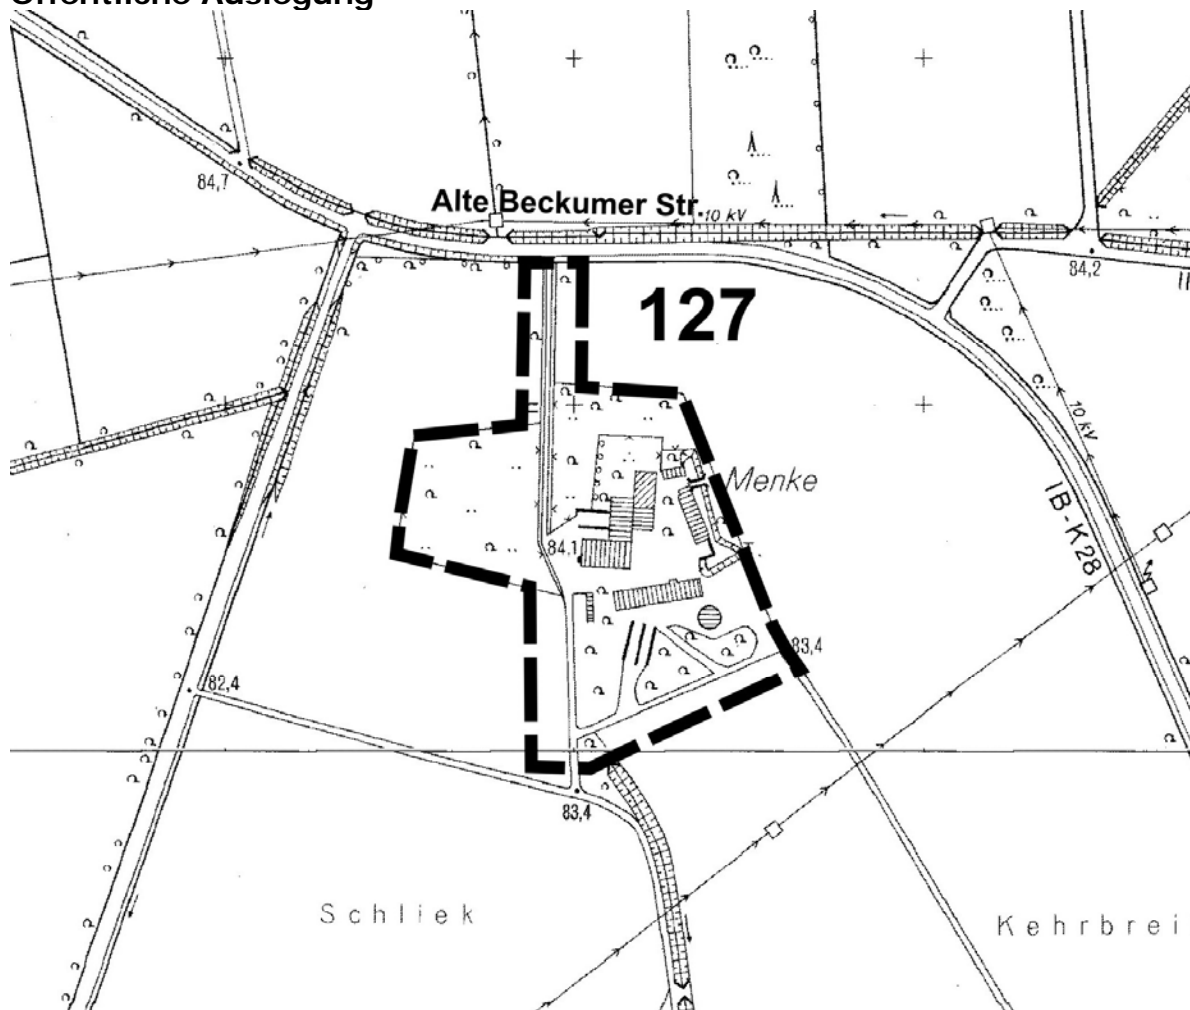 Öffentliche Auslegung
84,7
Alte Beckumer Str.
10 kV
84,2
127
10 kV
Menke
IB-K28
84,1
83,4
82,4
83,4
Schliek
Kehrbrei